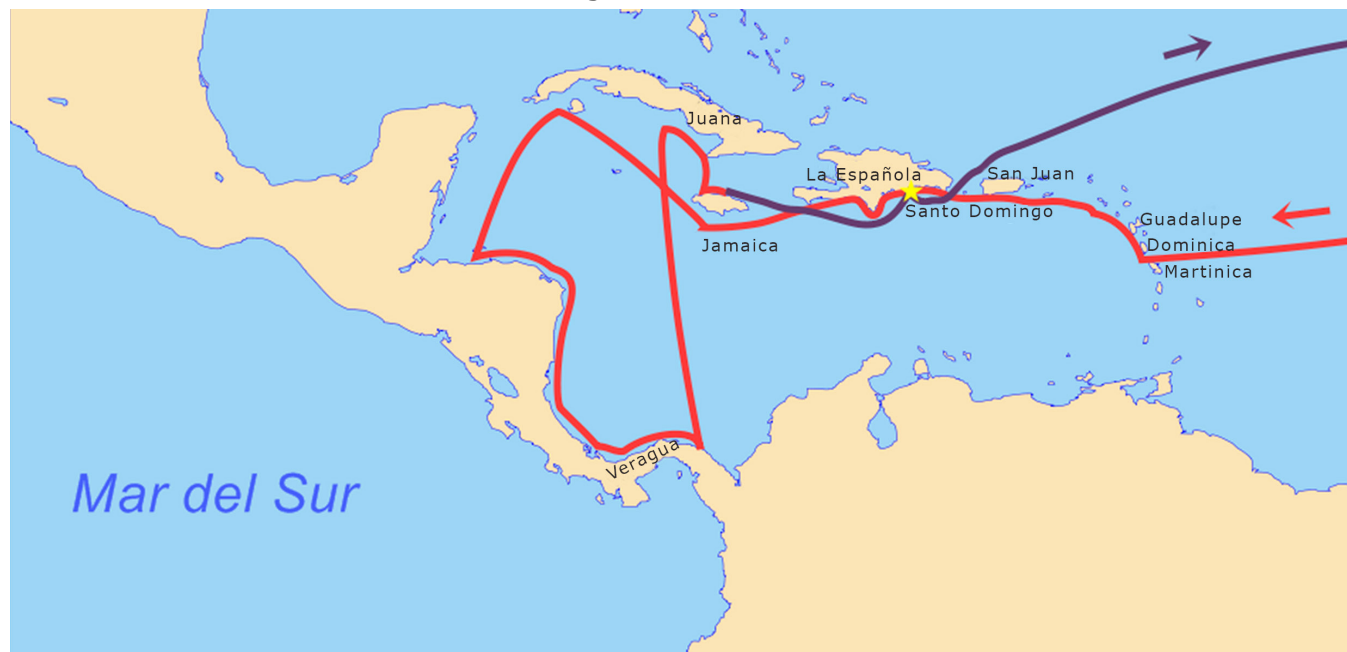 Juana
La Española
San Juan
Santo Domingo
Guadalupe
Jamaica
Dominica
Martinica
Veragua
Mar del Sur